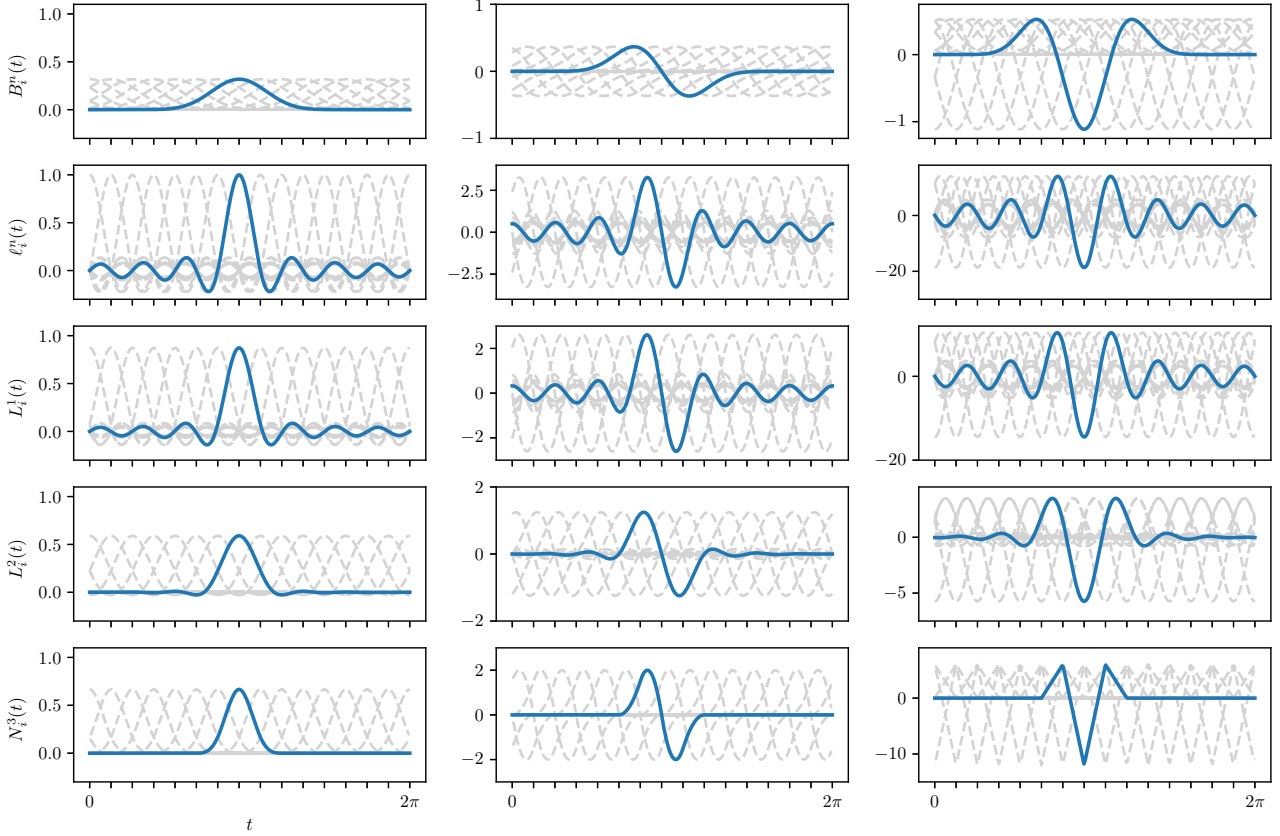 B_i^n(t) 1.0 0.5 0.0
1 0 −1
0 −1
ℓ_i^n(t) 1.0 0.5 0.0
2.5 0.0 −2.5
0 −20
L_i^1(t) 1.0 0.5 0.0
2 0 −2
0 −20
L_i^2(t) 1.0 0.5 0.0
2 0 −2
0 −5
N_i^3(t) 1.0 0.5 0.0
2 0 −2
0 −10
0 2π
0 2π
0 2π
t